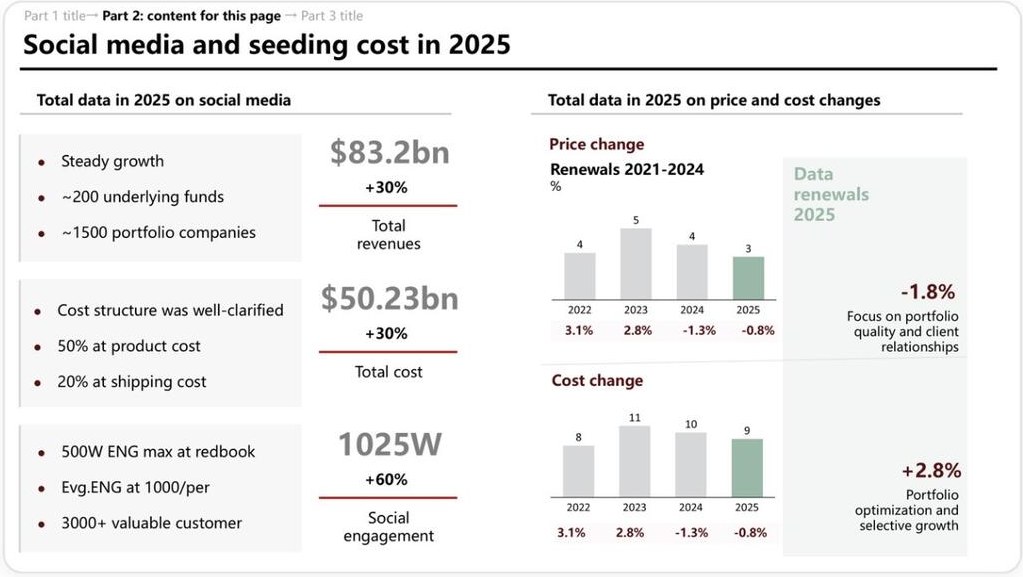 Part 1 title→ Part 2: content for this page → Part 3 title
Social media and seeding cost in 2025
Total data in 2025 on social media
• Steady growth
• ~200 underlying funds
• ~1500 portfolio companies
$83.2bn
+30%
Total
revenues
• Cost structure was well-clarified
• 50% at product cost
• 20% at shipping cost
$50.23bn
+30%
Total cost
• 500W ENG max at redbook
• Evg.ENG at 1000/per
• 3000+ valuable customer
1025W
+60%
Social
engagement
Total data in 2025 on price and cost changes
Price change
Renewals 2021-2024
%
4 5 4 3
2022 2023 2024 2025
3.1% 2.8% -1.3% -0.8%
Cost change
8 11 10 9
2022 2023 2024 2025
3.1% 2.8% -1.3% -0.8%
Data
renewals
2025
-1.8%
Focus on portfolio
quality and client
relationships
+2.8%
Portfolio
optimization and
selective growth